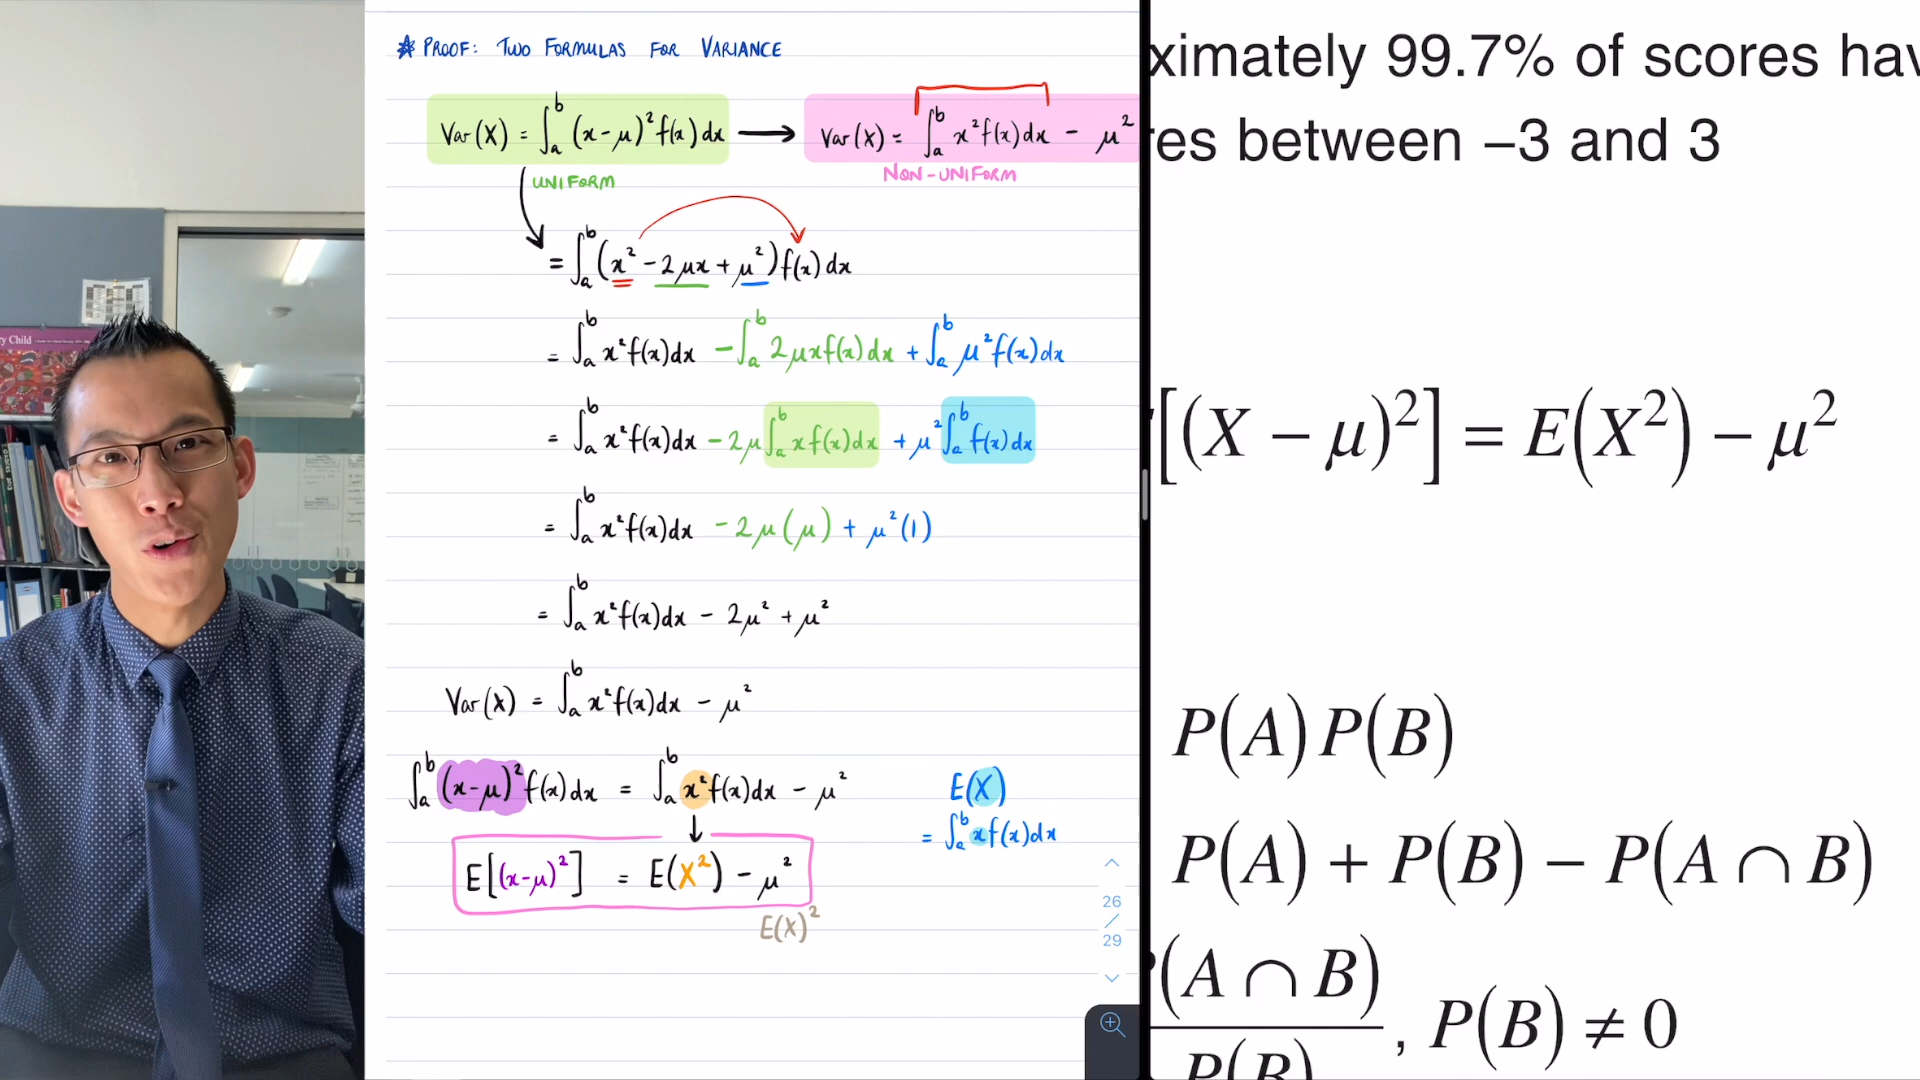 * PROOF: TWO FORMULAS FOR VARIANCE
Var(X) = ∫ₐᵇ (x-μ)² f(x) dx → Var(X) = ∫ₐᵇ x² f(x) dx - μ²
UNIFORM
NON-UNIFORM
= ∫ₐᵇ (x² - 2μx + μ²) f(x) dx
= ∫ₐᵇ x² f(x) dx - ∫ₐᵇ 2μx f(x) dx + ∫ₐᵇ μ² f(x) dx
= ∫ₐᵇ x² f(x) dx - 2μ ∫ₐᵇ x f(x) dx + μ² ∫ₐᵇ f(x) dx
= ∫ₐᵇ x² f(x) dx - 2μ(μ) + μ²(1)
= ∫ₐᵇ x² f(x) dx - 2μ² + μ²
Var(X) = ∫ₐᵇ x² f(x) dx - μ²
∫ₐᵇ (x-μ)² f(x) dx = ∫ₐᵇ x² f(x) dx - μ²
E[(x-μ)²] = E(X²) - μ²
E(X)²
E(X)
= ∫ₐᵇ x f(x) dx
26
/
29
ximately 99.7% of scores hav
res between −3 and 3
[(X − μ)²] = E(X²) − μ²
P(A)P(B)
P(A) + P(B) − P(A ∩ B)
(A ∩ B)
P(B)
, P(B) ≠ 0
ry Child